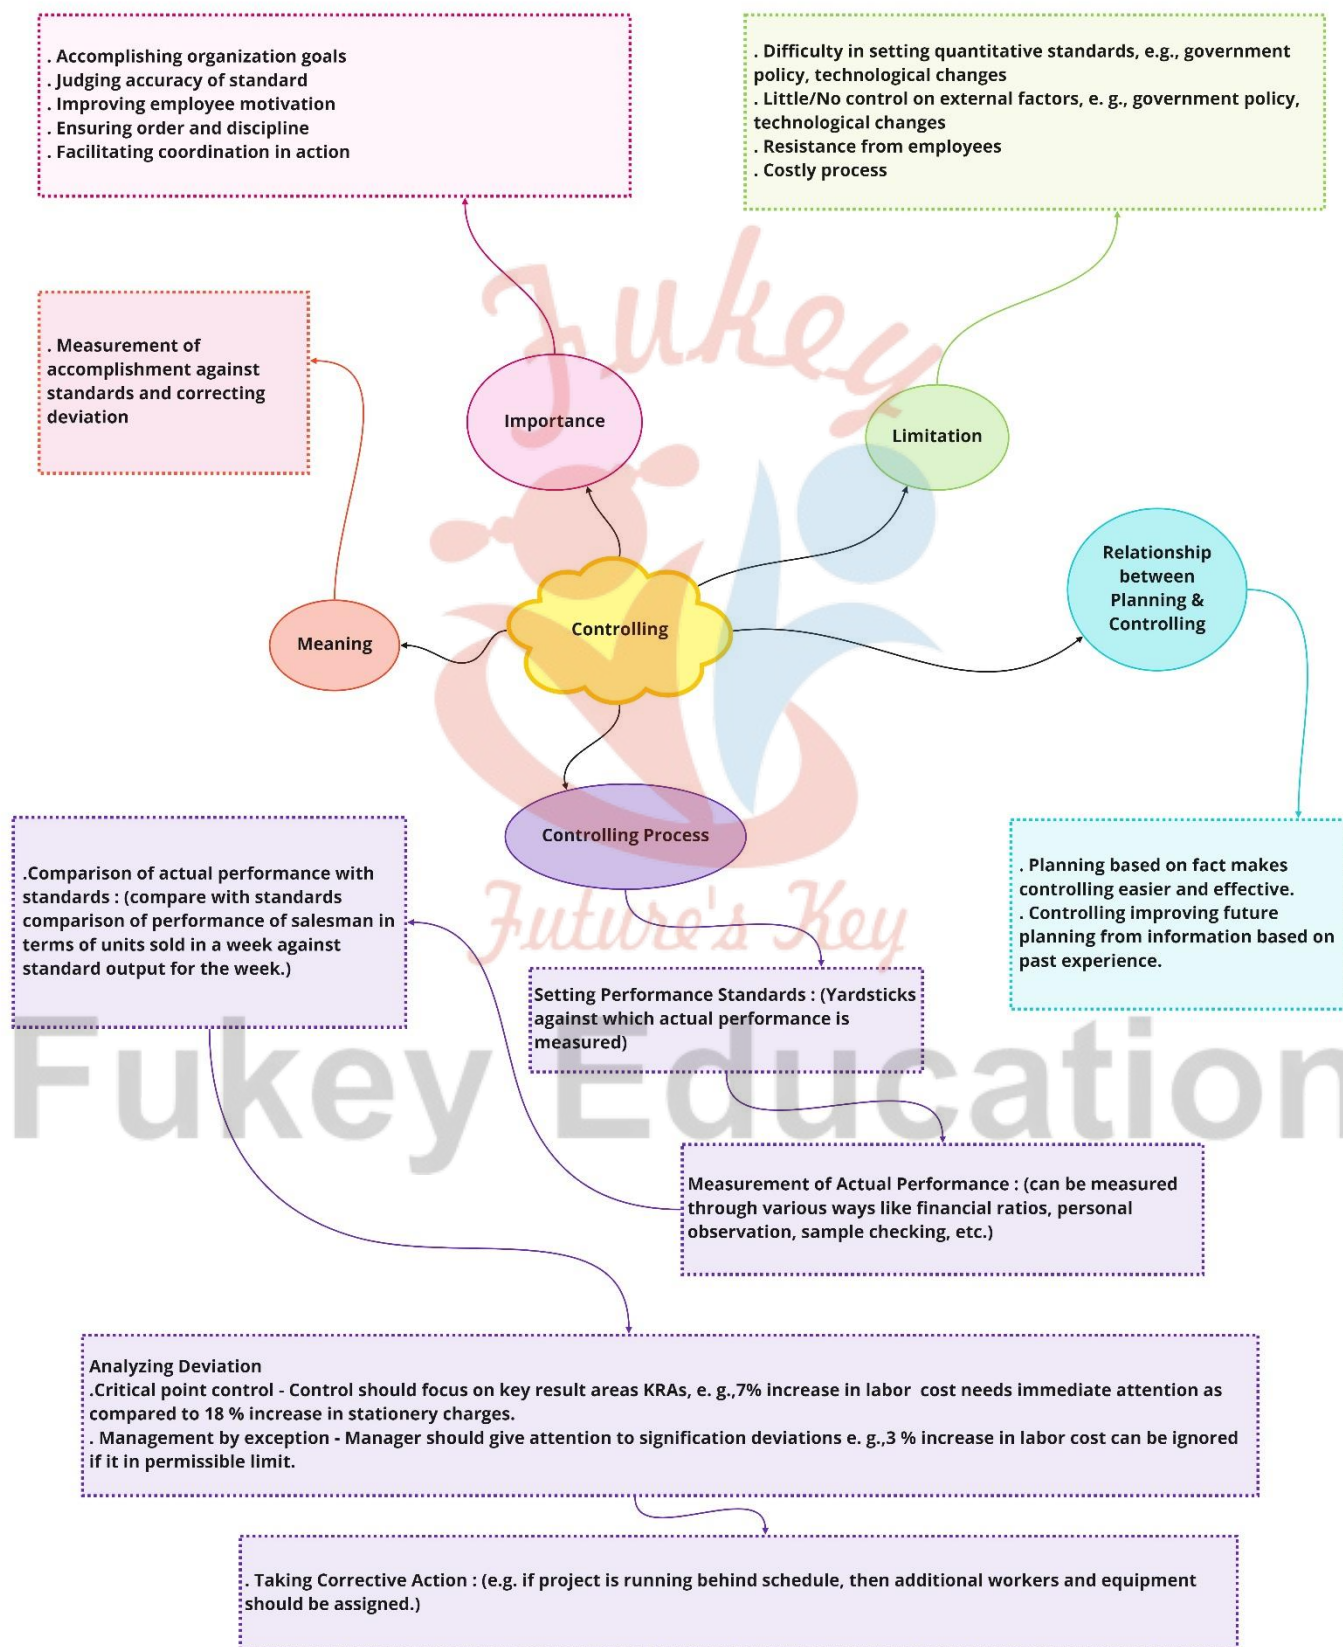 . Accomplishing organization goals
. Judging accuracy of standard
. Improving employee motivation
. Ensuring order and discipline
. Facilitating coordination in action
. Difficulty in setting quantitative standards, e.g., government
policy, technological changes
. Little/No control on external factors, e. g., government policy,
technological changes
. Resistance from employees
. Costly process
Fukey
. Measurement of
accomplishment against
standards and correcting
deviation
Importance
Limitation
Relationship
between
Planning &
Controlling
Controlling
Meaning
Controlling Process
.Comparison of actual performance with
standards : (compare with standards
comparison of performance of salesman in
terms of units sold in a week against
standard output for the week.)
. Planning based on fact makes
controlling easier and effective.
. Controlling improving future
planning from information based on
past experience.
Future's Key
Setting Performance Standards : (Yardsticks
against which actual performance is
measured)
Fukey Education
Measurement of Actual Performance : (can be measured
through various ways like financial ratios, personal
observation, sample checking, etc.)
Analyzing Deviation
.Critical point control - Control should focus on key result areas KRAs, e. g.,7% increase in labor cost needs immediate attention as
compared to 18 % increase in stationery charges.
. Management by exception - Manager should give attention to signification deviations e. g.,3 % increase in labor cost can be ignored
if it in permissible limit.
. Taking Corrective Action : (e.g. if project is running behind schedule, then additional workers and equipment
should be assigned.)